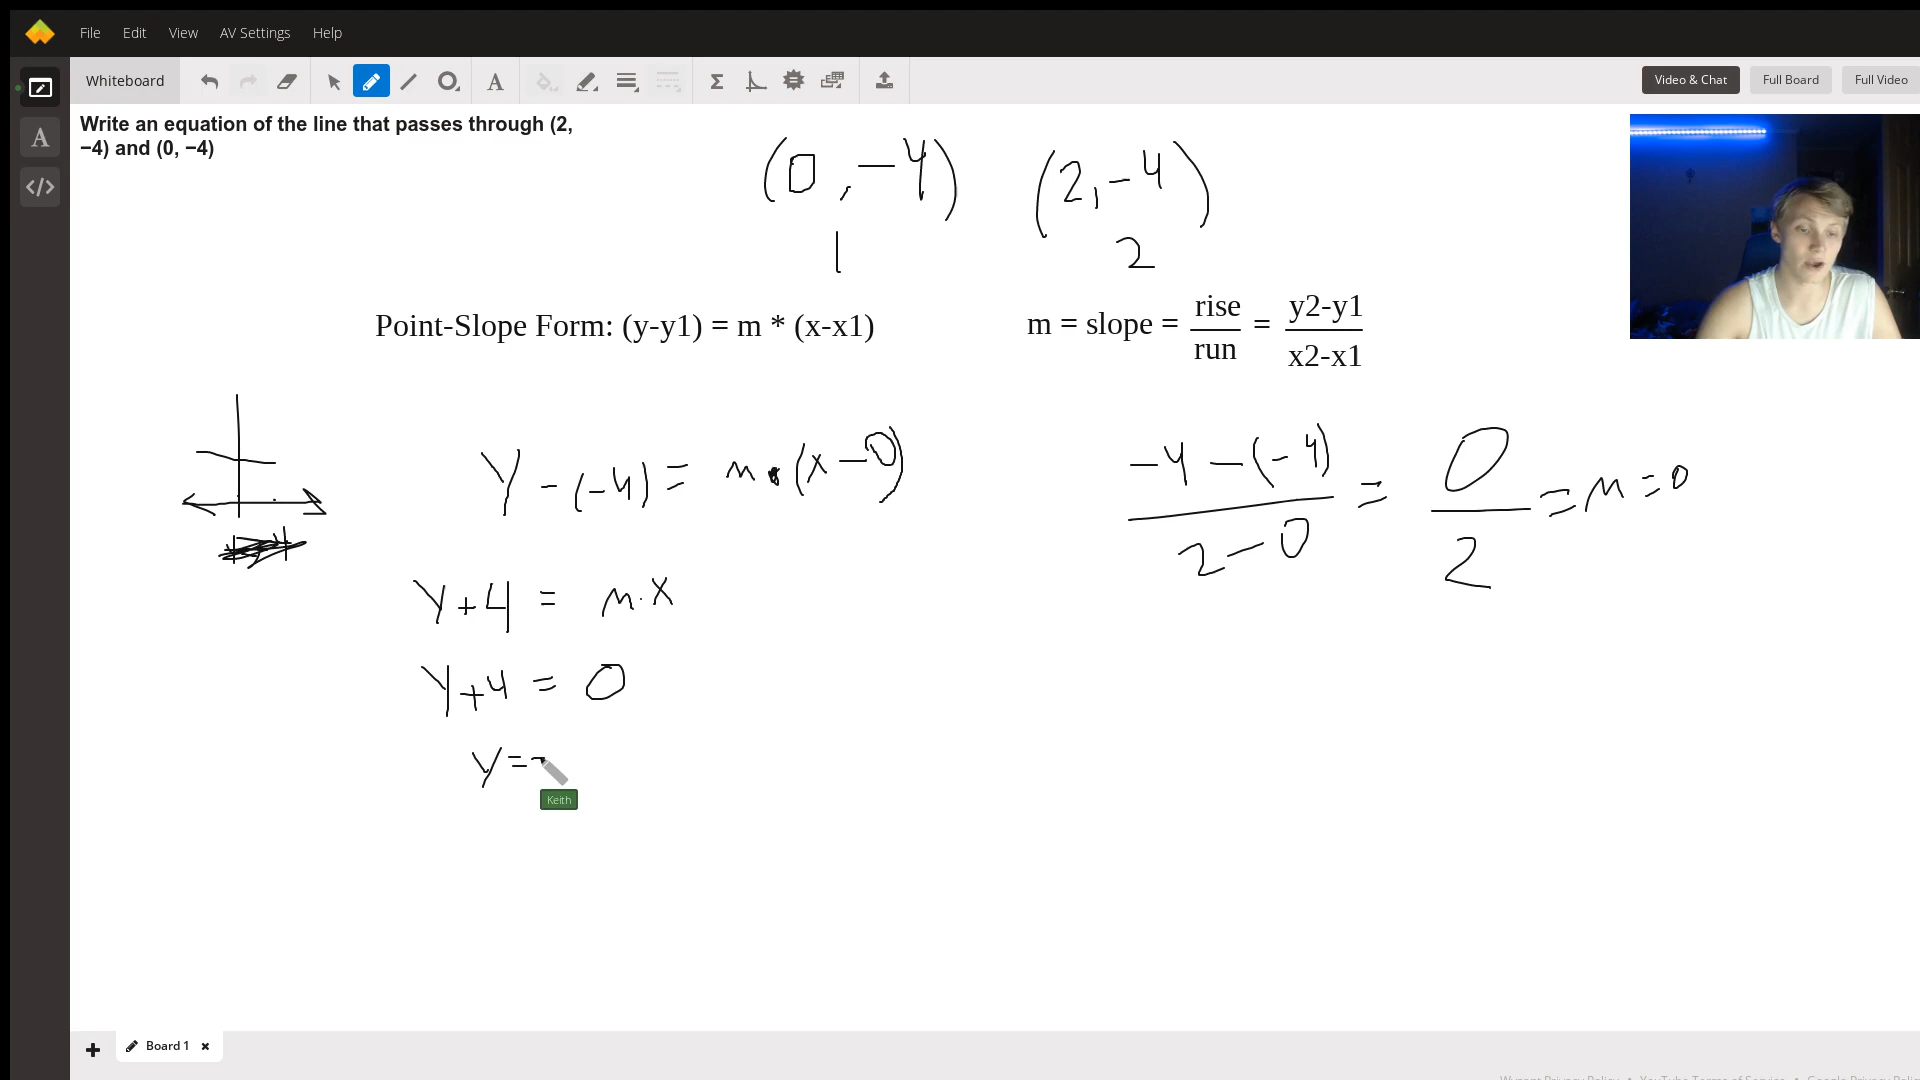 File Edit View AV Settings Help
Whiteboard
A
Σ
Video & Chat Full Board Full Video
A
</>
Write an equation of the line that passes through (2,
−4) and (0, −4)
(0, −4) (2, −4)
1 2
Point-Slope Form: (y-y1) = m * (x-x1)
m = slope = rise/run = y2-y1/x2-x1
y - (-4) = m • (x - 0)
-4 - (-4) / 2 - 0 = 0/2 = m = 0
y + 4 = m · x
y + 4 = 0
y = -
Keith
Board 1